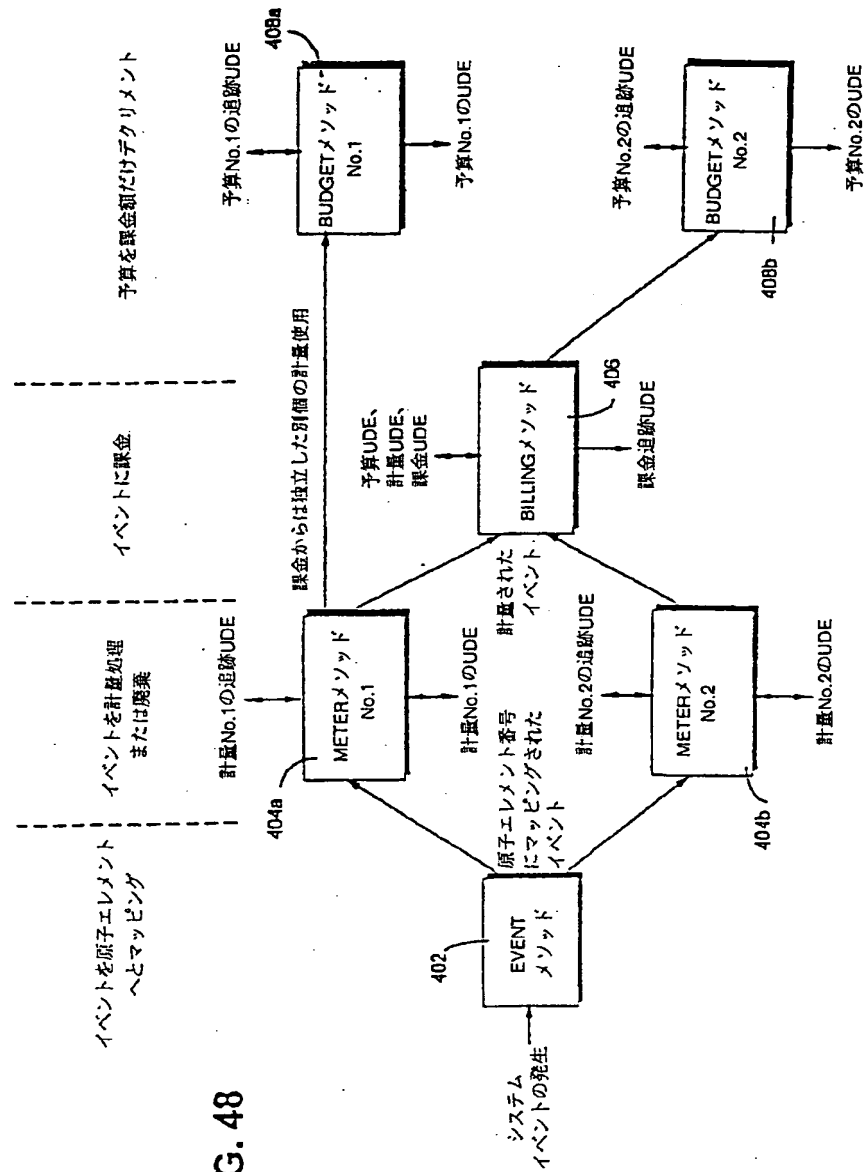 G. 48
イベントを原子エレメント
へとマッピング
イベントを計量処理
または廃棄
イベントに課金
予算を課金額だけデクリメント
システム
イベントの発生
402
EVENT
メソッド
原子エレメント番号
にマッピングされた
イベント
計量No.1の追跡UDE
404a
METERメソッド
No.1
計量No.1のUDE
計量No.2の追跡UDE
METERメソッド
No.2
404b
計量No.2のUDE
課金からは独立した別個の計量使用
計量された
イベント
予算UDE、
計量UDE、
課金UDE
BILLINGメソッド
406
課金追跡UDE
予算No.1の追跡UDE
408a
BUDGETメソッド
No.1
予算No.1のUDE
予算No.2の追跡UDE
BUDGETメソッド
No.2
408b
予算No.2のUDE